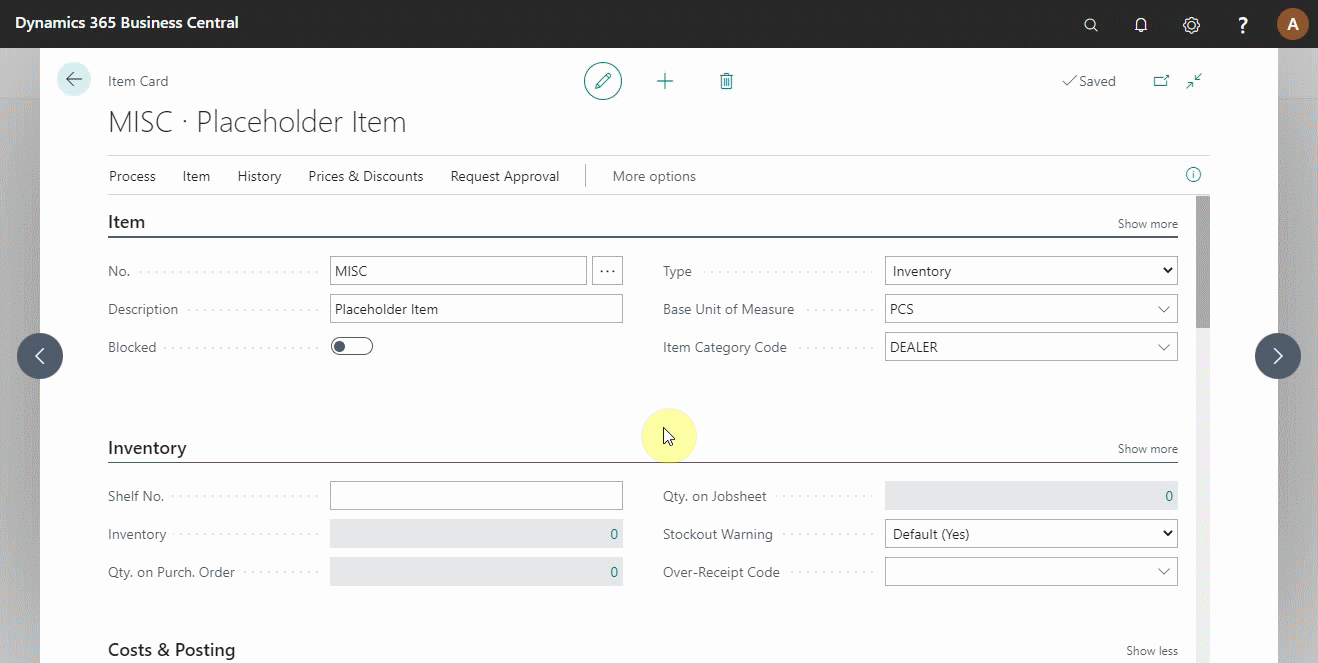 Dynamics 365 Business Central
?
A
Item Card
Saved
MISC · Placeholder Item
Process Item History Prices & Discounts Request Approval More options
Item Show more
No. MISC ... Type Inventory
Description Placeholder Item Base Unit of Measure PCS
Blocked Item Category Code DEALER
Inventory Show more
Shelf No. Qty. on Jobsheet 0
Inventory 0 Stockout Warning Default (Yes)
Qty. on Purch. Order 0 Over-Receipt Code
Costs & Posting Show less